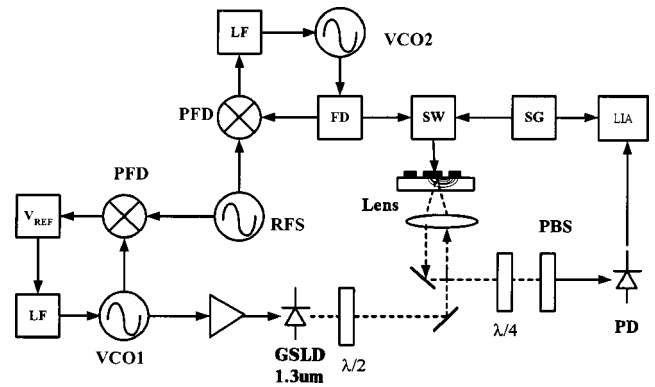 LF
VCO2
PFD
FD
SW
SG
LIA
PFD
Lens
V_REF
RFS
PBS
LF
VCO1
GSLD
1.3um
λ/2
λ/4
PD